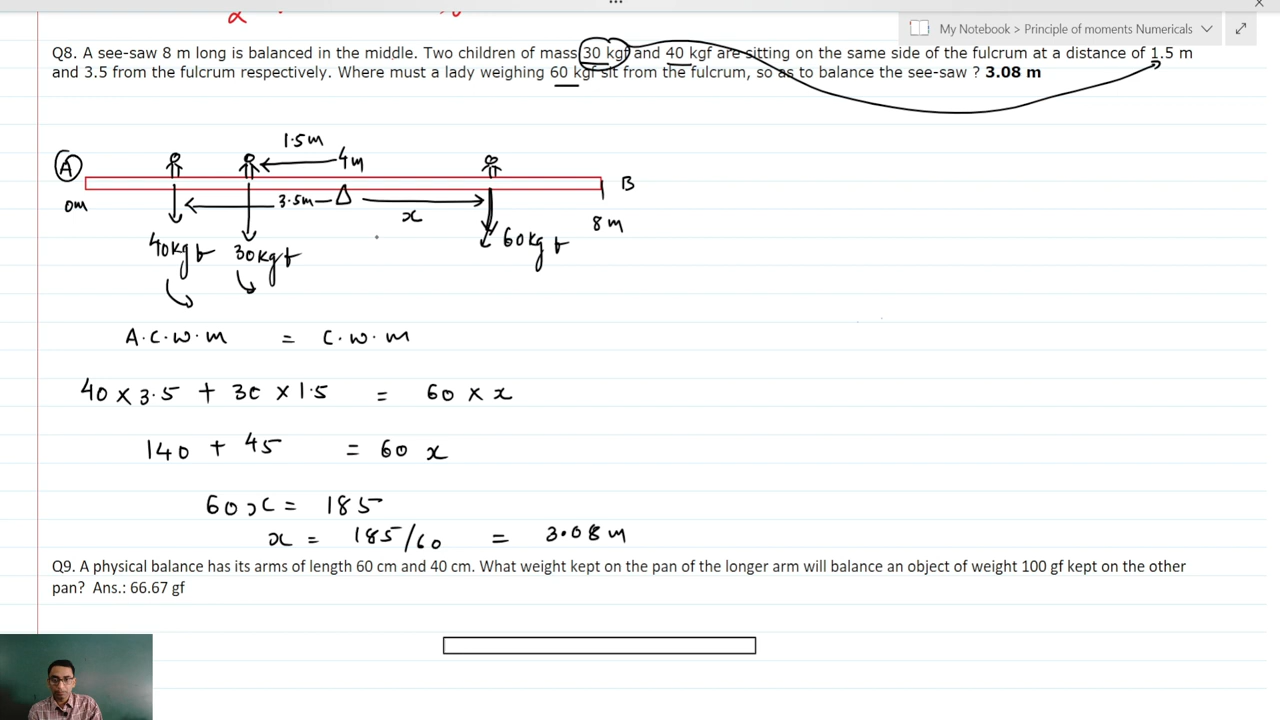 α
...
My Notebook > Principle of moments Numericals
Q8. A see-saw 8 m long is balanced in the middle. Two children of mass 30 kgf and 40 kgf are sitting on the same side of the fulcrum at a distance of 1.5 m
and 3.5 from the fulcrum respectively. Where must a lady weighing 60 kgf sit from the fulcrum, so as to balance the see-saw ? 3.08 m
1.5m
A 4m
B
0m 3.5m x 8m
40kgf 30kgf 60kgf
A.C.W.M = C.W.M
40 x 3.5 + 30 x 1.5 = 60 x x
140 + 45 = 60 x
60x = 185
x = 185/60 = 3.08m
Q9. A physical balance has its arms of length 60 cm and 40 cm. What weight kept on the pan of the longer arm will balance an object of weight 100 gf kept on the other
pan? Ans.: 66.67 gf